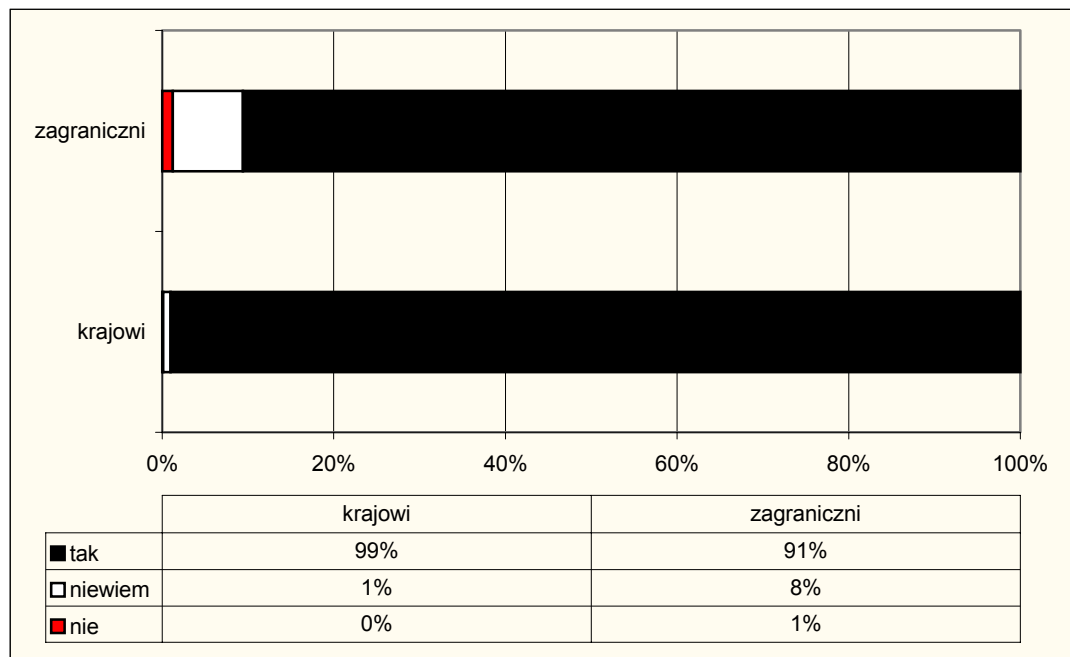 zagraniczni
krajowi
0% 20% 40% 60% 80% 100%
krajowi zagraniczni
tak 99% 91%
niewiem 1% 8%
nie 0% 1%